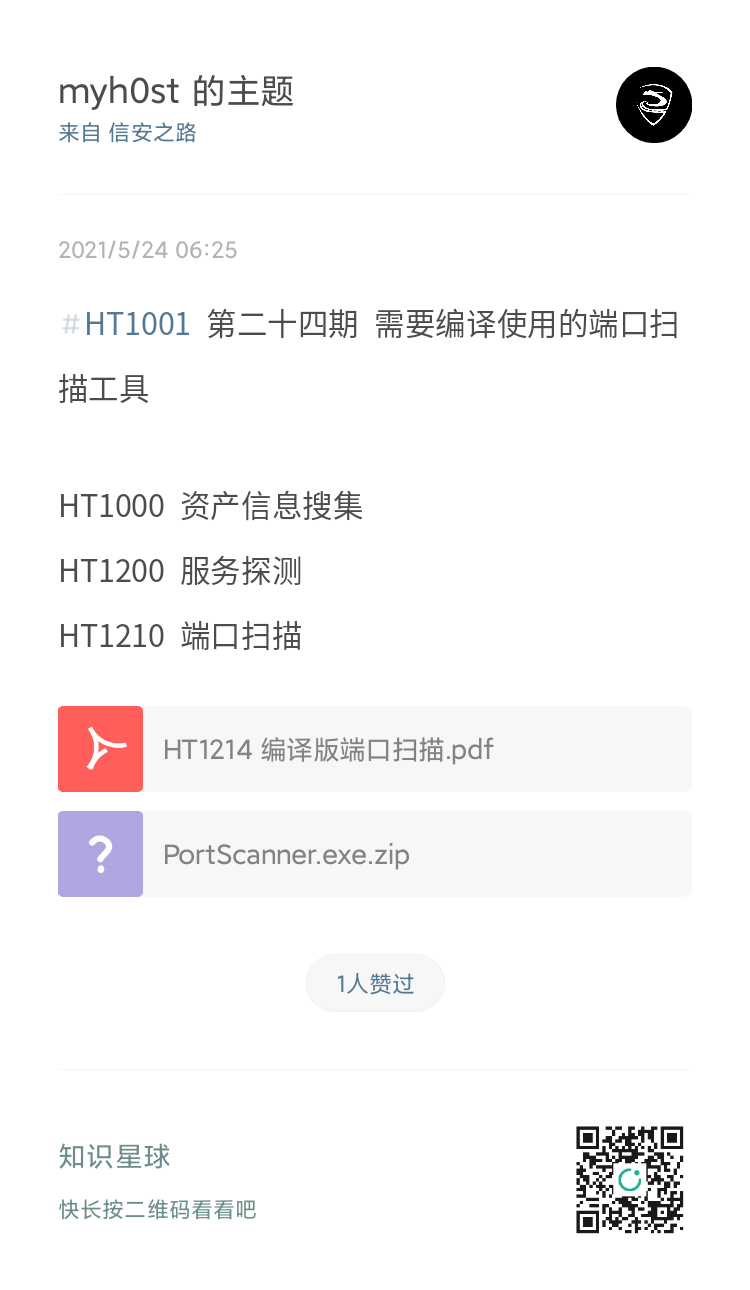 myh0st 的主题
来自 信安之路
2021/5/24 06:25
#HT1001 第二十四期 需要编译使用的端口扫
描工具
HT1000 资产信息搜集
HT1200 服务探测
HT1210 端口扫描
HT1214 编译版端口扫描.pdf
?
PortScanner.exe.zip
1人赞过
知识星球
快长按二维码看看吧